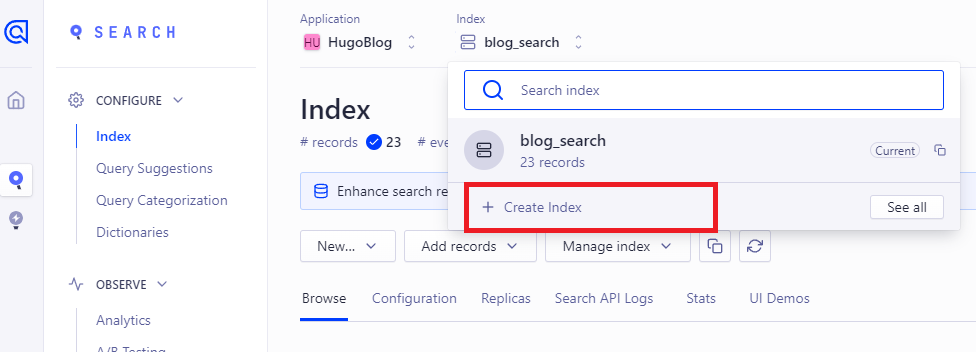 SEARCH
Application
Index
HU HugoBlog
blog_search
Search index
CONFIGURE
Index
Index
# records 23 # eve
blog_search
Current
23 records
Query Suggestions
Enhance search re
Query Categorization
+ Create Index
See all
Dictionaries
New...
Add records
Manage index
OBSERVE
Browse
Configuration
Replicas
Search API Logs
Stats
UI Demos
Analytics
A/B Testing